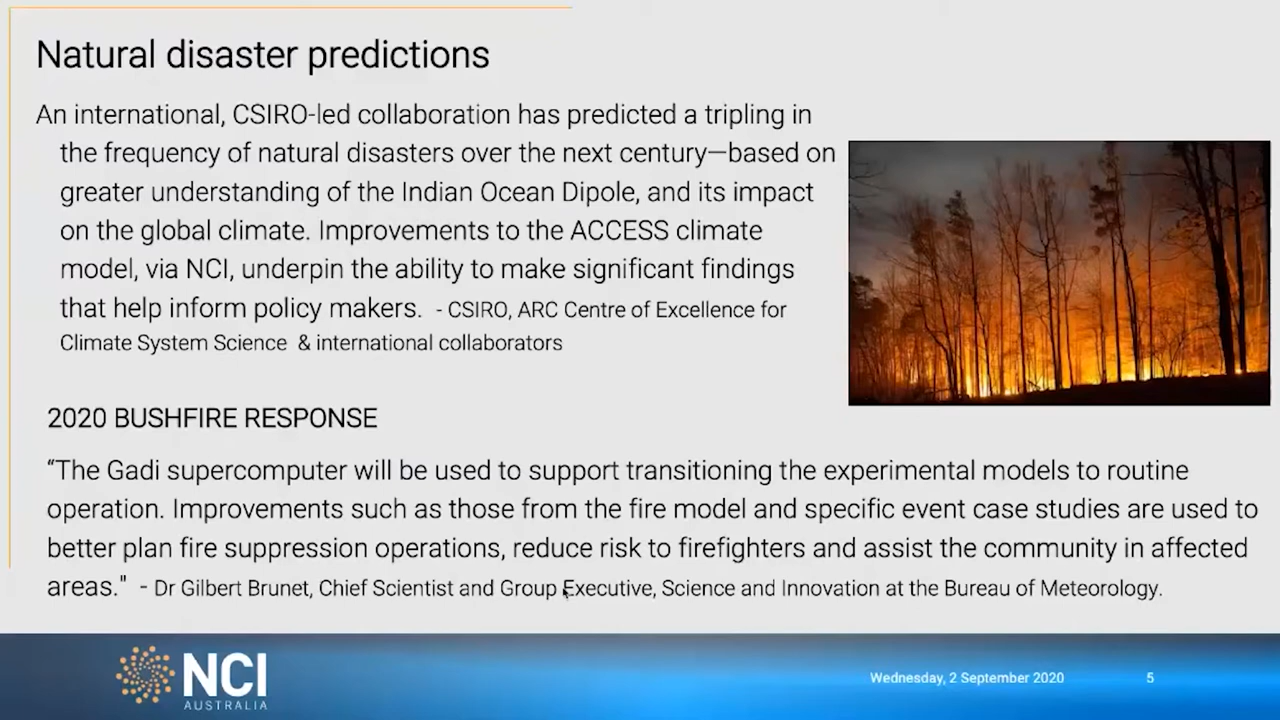 Natural disaster predictions
An international, CSIRO-led collaboration has predicted a tripling in
the frequency of natural disasters over the next century—based on
greater understanding of the Indian Ocean Dipole, and its impact
on the global climate. Improvements to the ACCESS climate
model, via NCI, underpin the ability to make significant findings
that help inform policy makers. - CSIRO, ARC Centre of Excellence for
Climate System Science & international collaborators
2020 BUSHFIRE RESPONSE
“The Gadi supercomputer will be used to support transitioning the experimental models to routine
operation. Improvements such as those from the fire model and specific event case studies are used to
better plan fire suppression operations, reduce risk to firefighters and assist the community in affected
areas." - Dr Gilbert Brunet, Chief Scientist and Group Executive, Science and Innovation at the Bureau of Meteorology.
NCI
AUSTRALIA
Wednesday, 2 September 2020
5